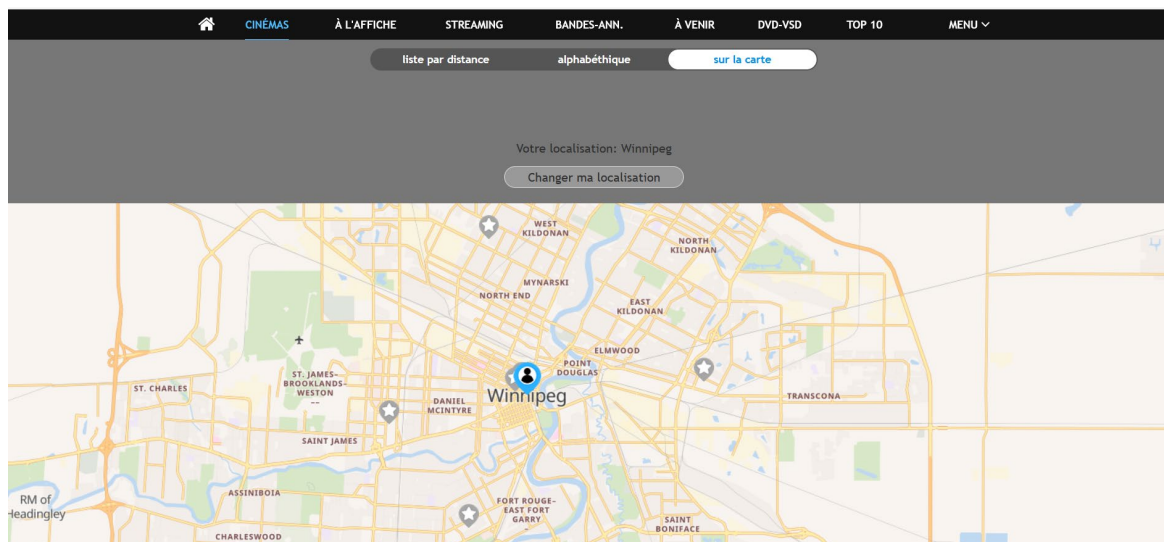 CINÉMAS À L'AFFICHE STREAMING BANDES-ANN. À VENIR DVD-VSD TOP 10 MENU
liste par distance alphabéthique sur la carte
Votre localisation: Winnipeg
Changer ma localisation
WEST
KILDONAN
NORTH
KILDONAN
MYNARSKI
NORTH END
EAST
KILDONAN
ELMWOOD
POINT
DOUGLAS
ST. JAMES-
BROOKLANDS-
WESTON
--
ST. CHARLES
Winnipeg
DANIEL
MCINTYRE
TRANSCONA
SAINT JAMES
ASSINIBOIA
RM of
Headingley
FORT ROUGE-
EAST FORT
GARRY
SAINT
BONIFACE
CHARLESWOOD